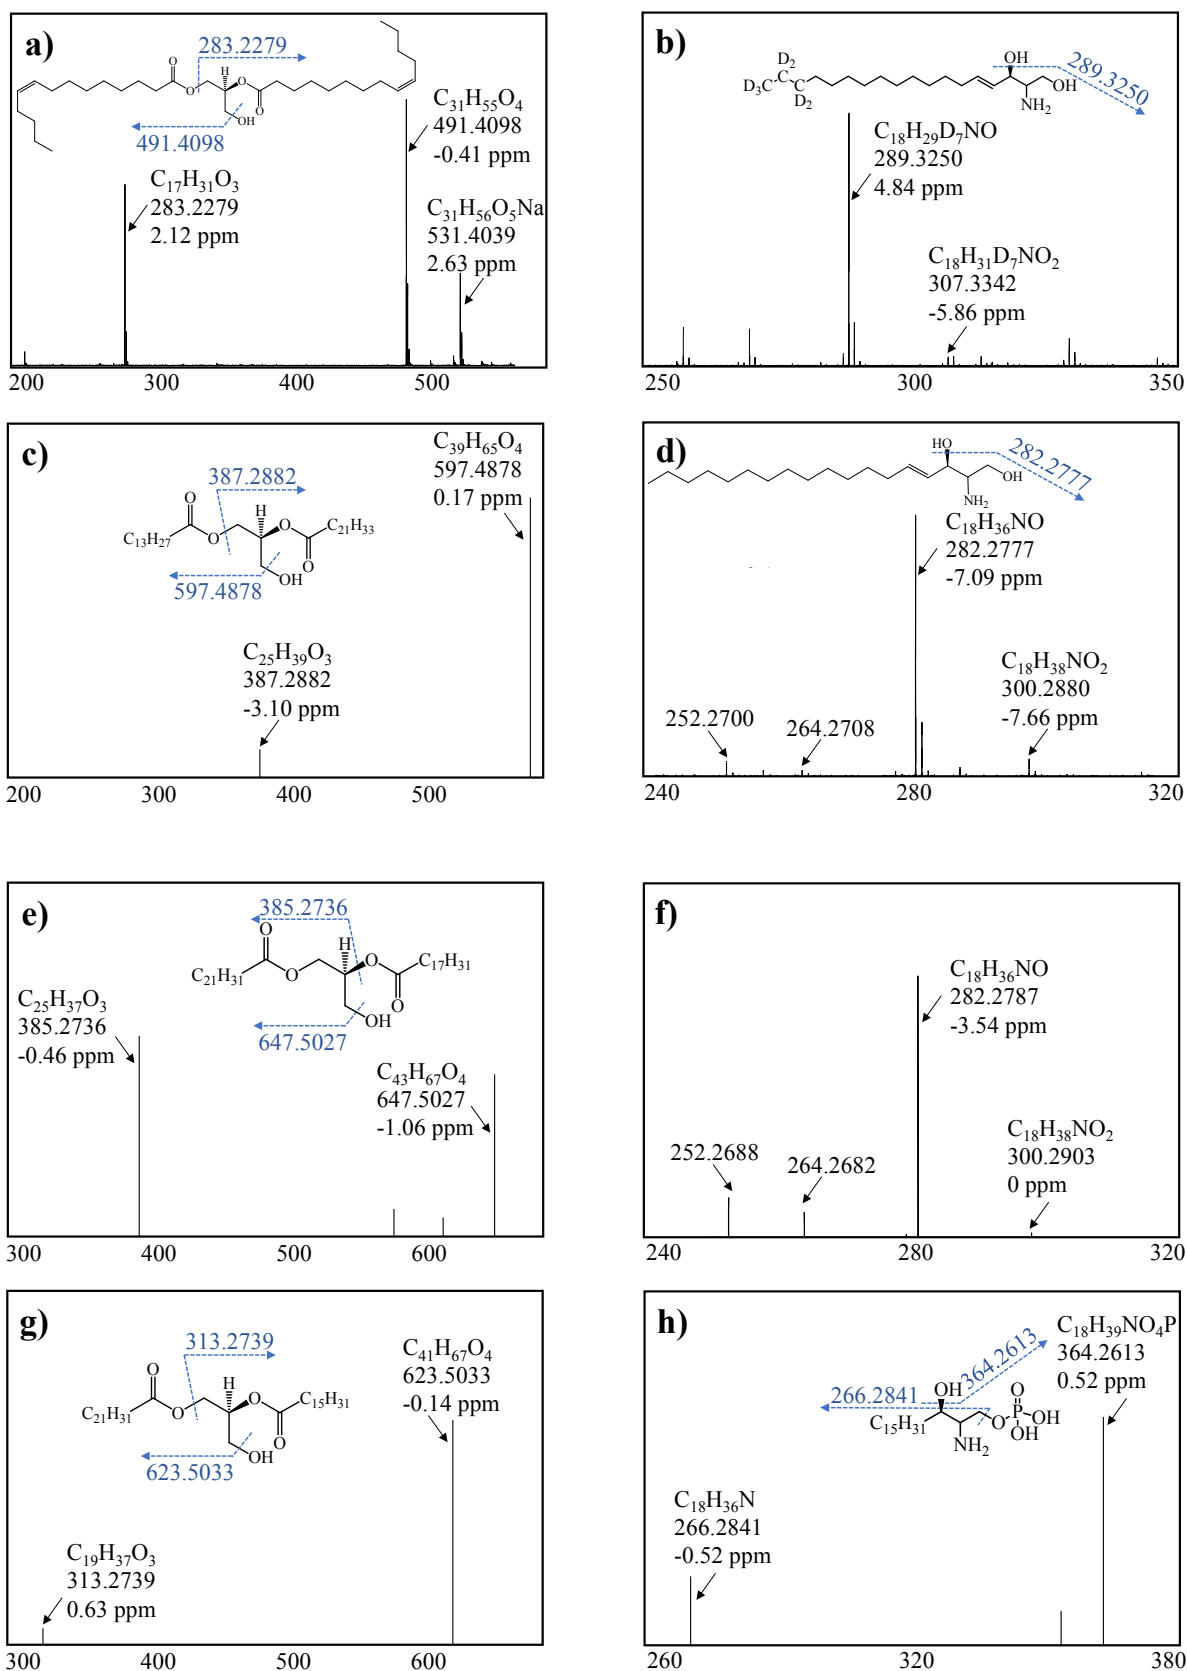 a)
283.2279
O
H
O
O
O
OH
491.4098
C31H55O4
491.4098
-0.41 ppm
C17H31O3
283.2279
2.12 ppm
C31H56O5Na
531.4039
2.63 ppm
200
300
400
500
b)
D2
D3C
C
C
D2
OH
OH
NH2
289.3250
C18H29D7NO
289.3250
4.84 ppm
C18H31D7NO2
307.3342
-5.86 ppm
250
300
350
c)
387.2882
O
H
C13H27
O
O
C21H33
O
OH
597.4878
C39H65O4
597.4878
0.17 ppm
C25H39O3
387.2882
-3.10 ppm
200
300
400
500
d)
HO
OH
NH2
282.2777
C18H36NO
282.2777
-7.09 ppm
C18H38NO2
300.2880
-7.66 ppm
252.2700
264.2708
240
280
320
e)
385.2736
O
H
C21H31
O
O
C17H31
O
OH
647.5027
C25H37O3
385.2736
-0.46 ppm
C43H67O4
647.5027
-1.06 ppm
300
400
500
600
f)
C18H36NO
282.2787
-3.54 ppm
C18H38NO2
300.2903
0 ppm
252.2688
264.2682
240
280
320
g)
313.2739
O
H
C21H31
O
O
C15H31
O
OH
623.5033
C41H67O4
623.5033
-0.14 ppm
C19H37O3
313.2739
0.63 ppm
300
400
500
600
h)
C18H39NO4P
364.2613
0.52 ppm
364.2613
266.2841
OH
O
C15H31
O
P
OH
OH
NH2
C18H36N
266.2841
-0.52 ppm
260
320
380